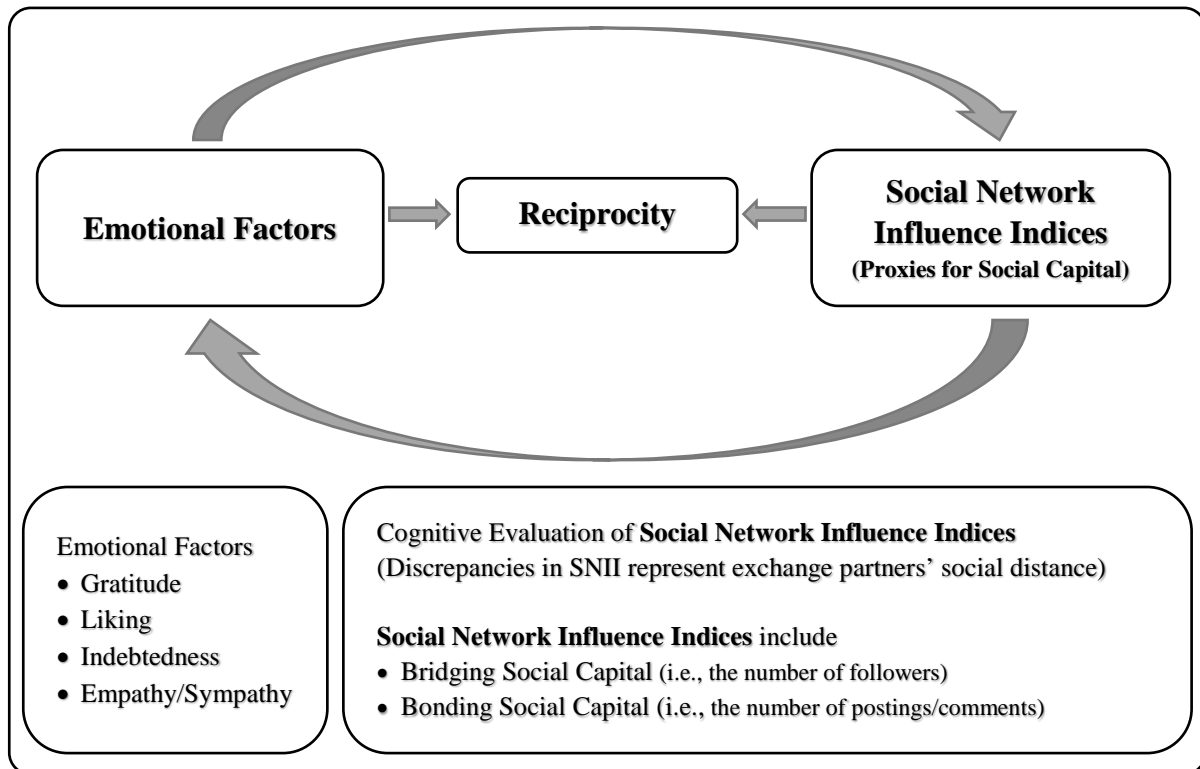 Emotional Factors
Reciprocity
Social Network
Influence Indices
(Proxies for Social Capital)
Emotional Factors
• Gratitude
• Liking
• Indebtedness
• Empathy/Sympathy
Cognitive Evaluation of Social Network Influence Indices
(Discrepancies in SNII represent exchange partners’ social distance)
Social Network Influence Indices include
• Bridging Social Capital (i.e., the number of followers)
• Bonding Social Capital (i.e., the number of postings/comments)